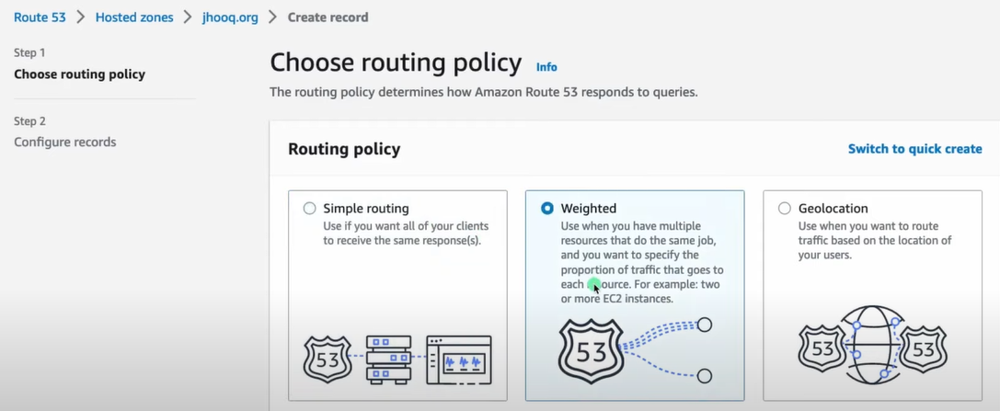 Route 53 > Hosted zones > jhooq.org > Create record
Step 1
Choose routing policy
Step 2
Configure records
Choose routing policy Info
The routing policy determines how Amazon Route 53 responds to queries.
Routing policy
Switch to quick create
Simple routing
Use if you want all of your clients
to receive the same response(s).
53
Weighted
Use when you have multiple
resources that do the same job,
and you want to specify the
proportion of traffic that goes to
each For example: two
or more EC2 instances.
53
Geolocation
Use when you want to route
traffic based on the location of
your users.
53
53